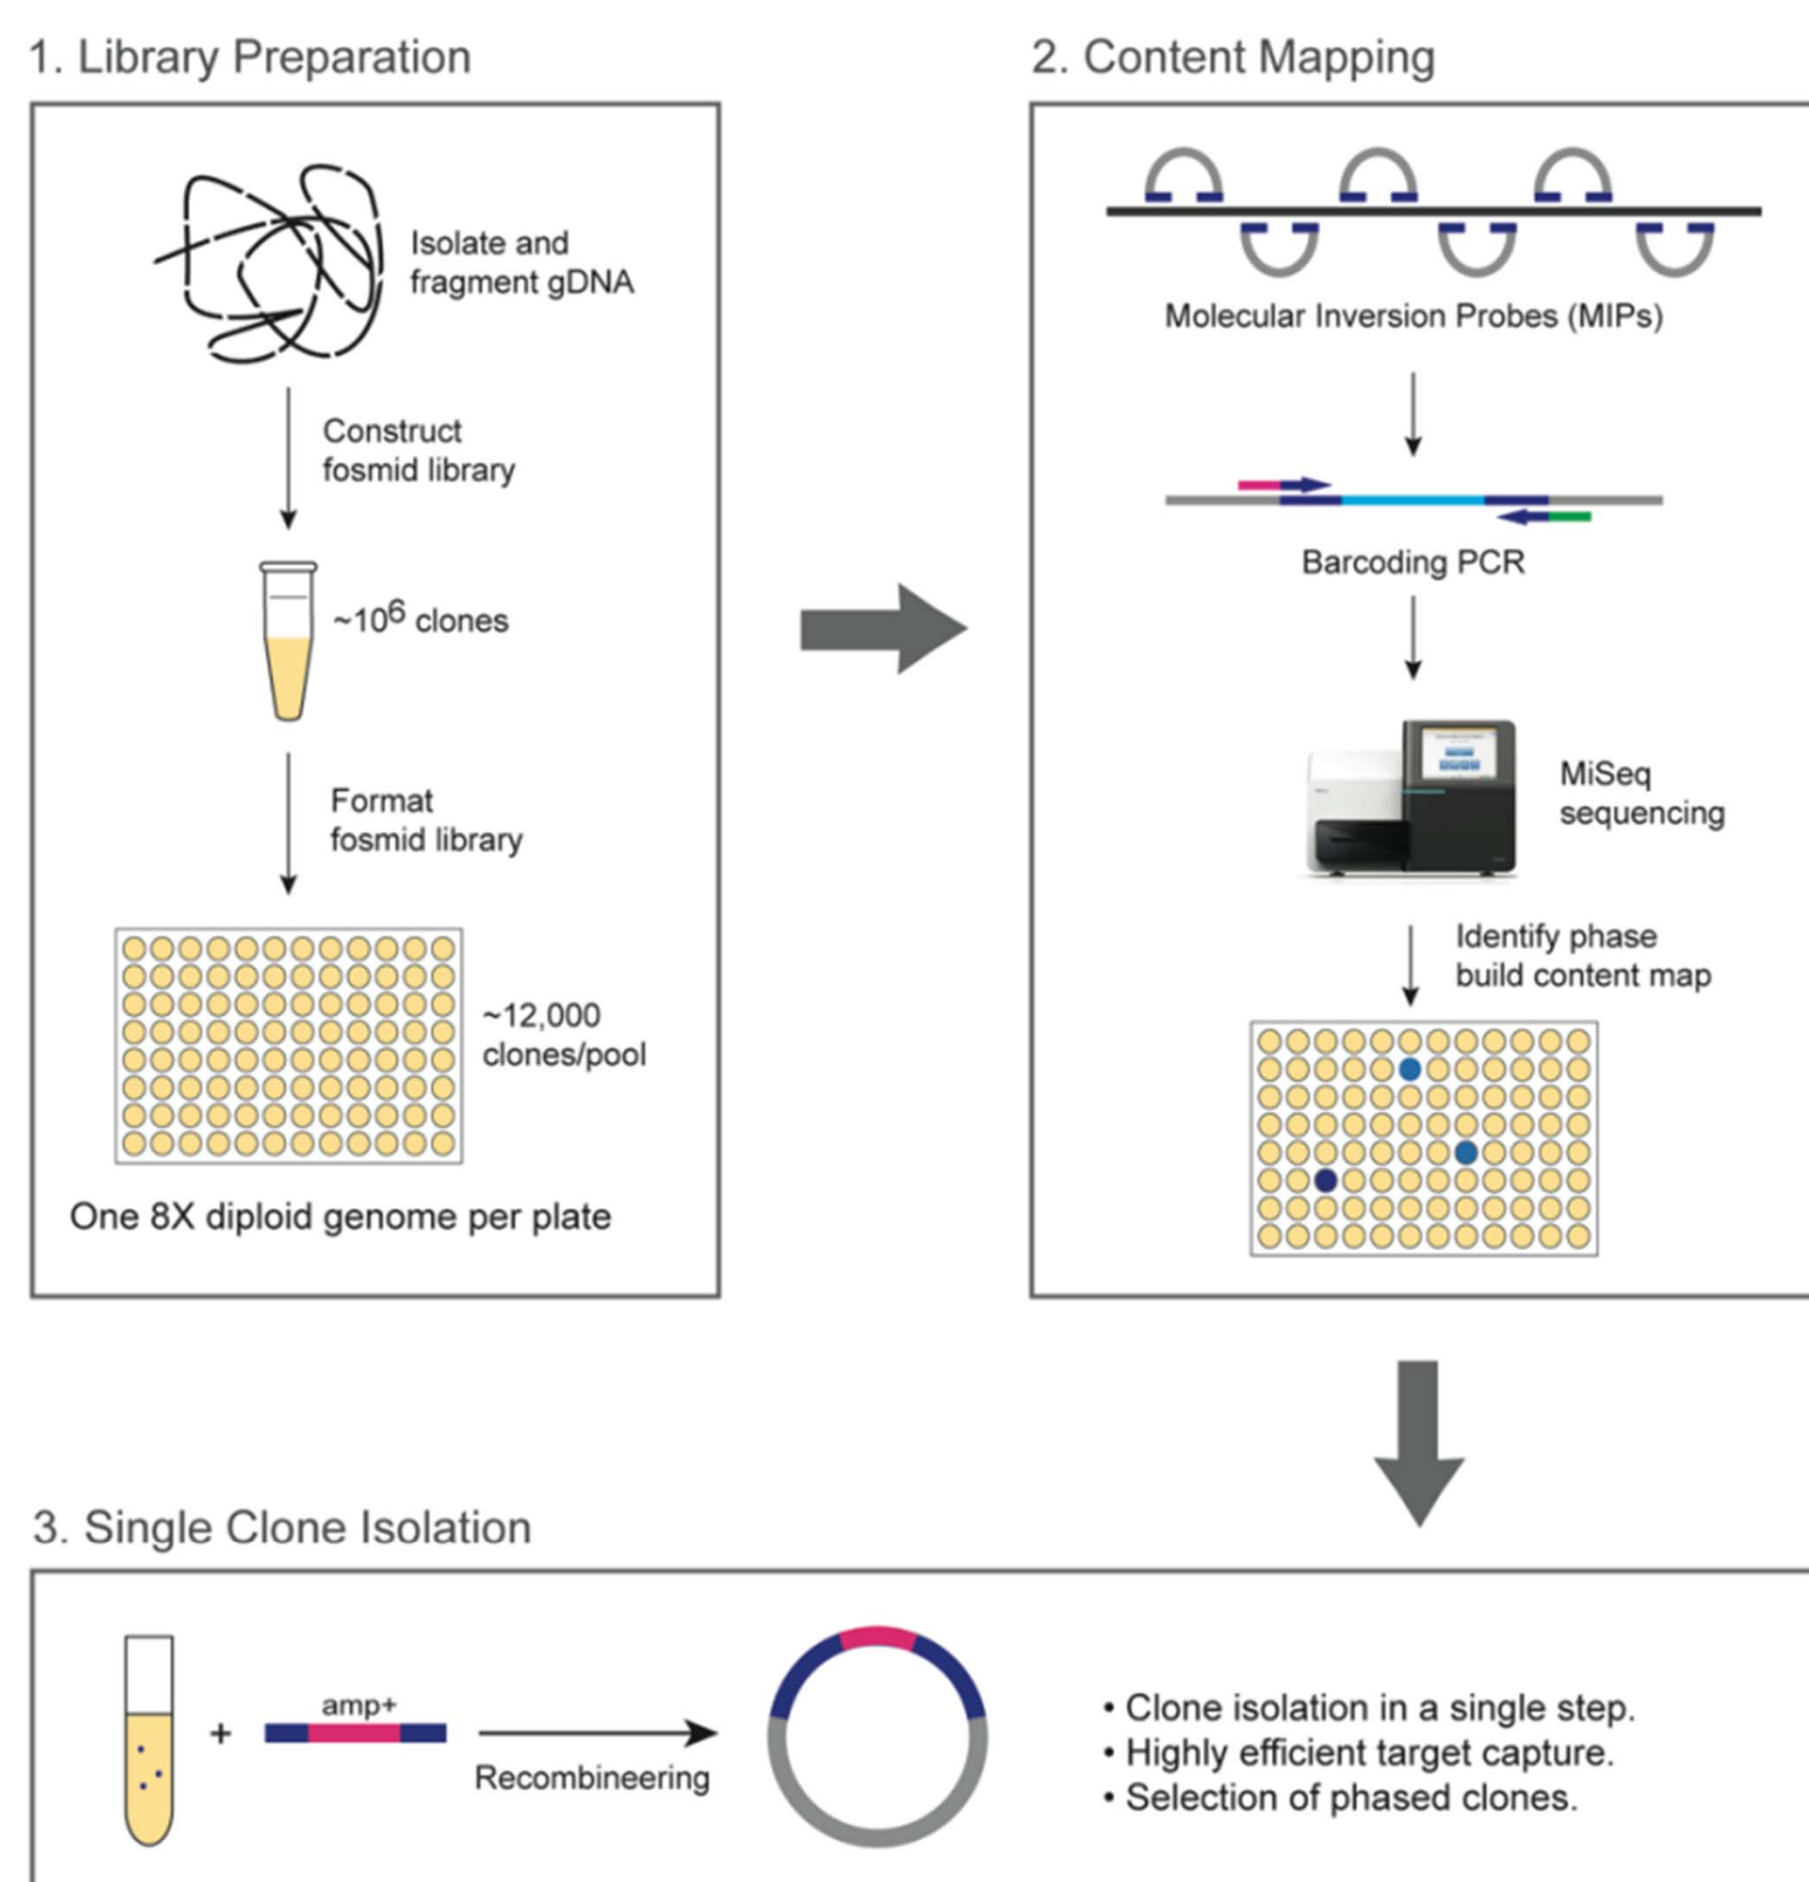 1. Library Preparation
Isolate and
fragment gDNA
Construct
fosmid library
~10⁶ clones
Format
fosmid library
~12,000
clones/pool
One 8X diploid genome per plate
2. Content Mapping
Molecular Inversion Probes (MIPs)
Barcoding PCR
MiSeq
sequencing
Identify phase
build content map
3. Single Clone Isolation
+
amp+
Recombineering
• Clone isolation in a single step.
• Highly efficient target capture.
• Selection of phased clones.